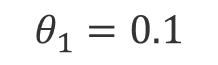 θ₁ = 0.1